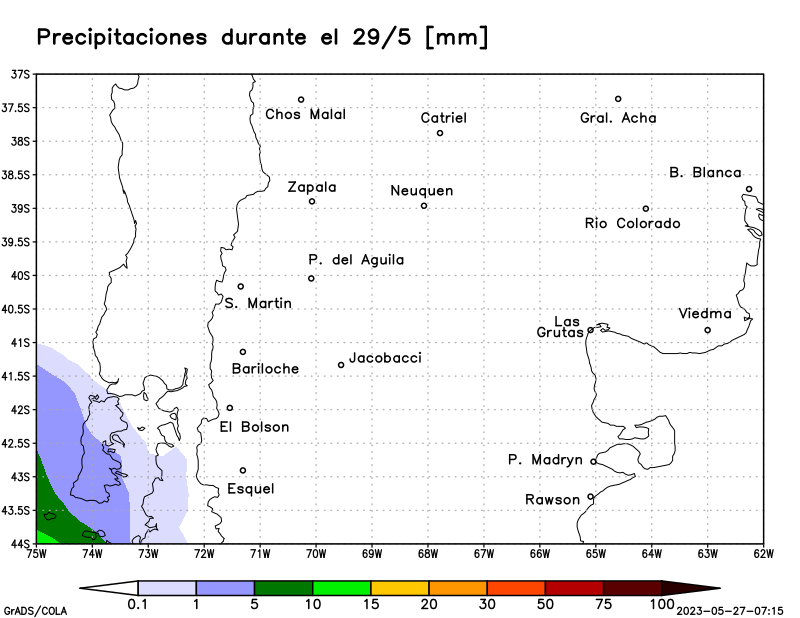 Precipitaciones durante el 29/5 [mm]
37S
37.5S
Chos Malal
Catriel
Gral. Acha
38S
38.5S
B. Blanca
Zapala
Neuquen
39S
Rio Colorado
39.5S
P. del Aguila
40S
S. Martin
40.5S
Viedma
Las
Grutas
41S
Jacobacci
Bariloche
41.5S
42S
El Bolson
42.5S
P. Madryn
43S
Esquel
Rawson
43.5S
44S
75W 74W 73W 72W 71W 70W 69W 68W 67W 66W 65W 64W 63W 62W
0.1 1 5 10 15 20 30 50 75 100
GrADS/COLA
2023-05-27-07:15